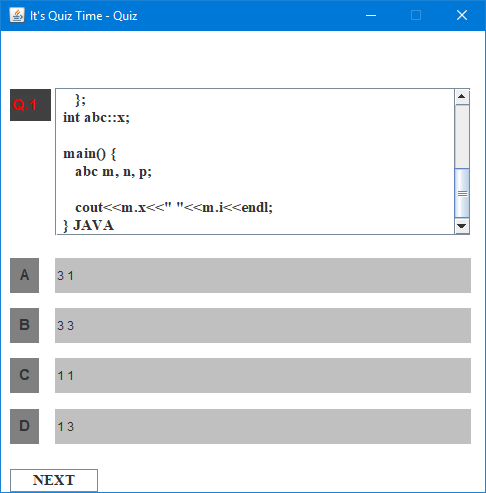 It's Quiz Time - Quiz
Q.1
};
int abc::x;
main() {
abc m, n, p;
cout<<m.x<<" "<<m.i<<endl;
} JAVA
A
3 1
B
3 3
C
1 1
D
1 3
NEXT